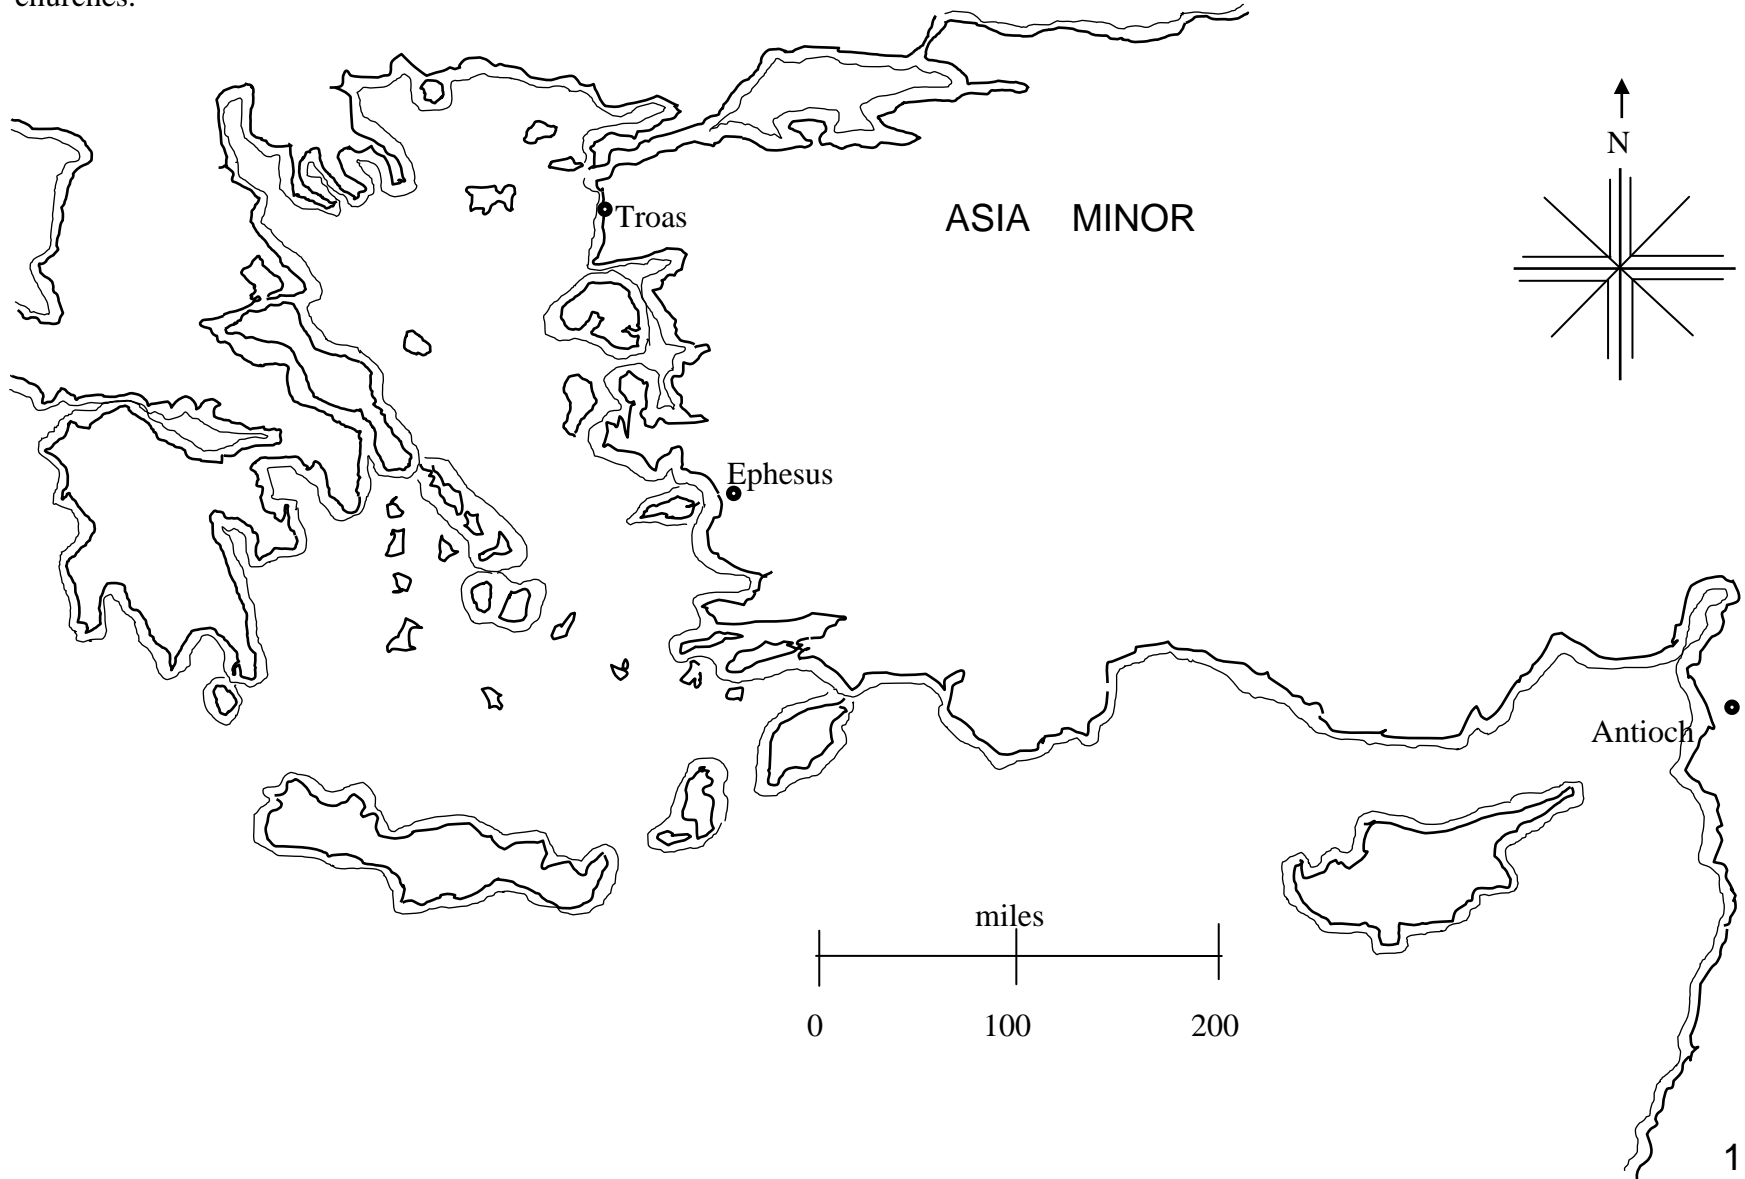 churches.
N
Troas
ASIA MINOR
Ephesus
Antioch
miles
0 100 200
1